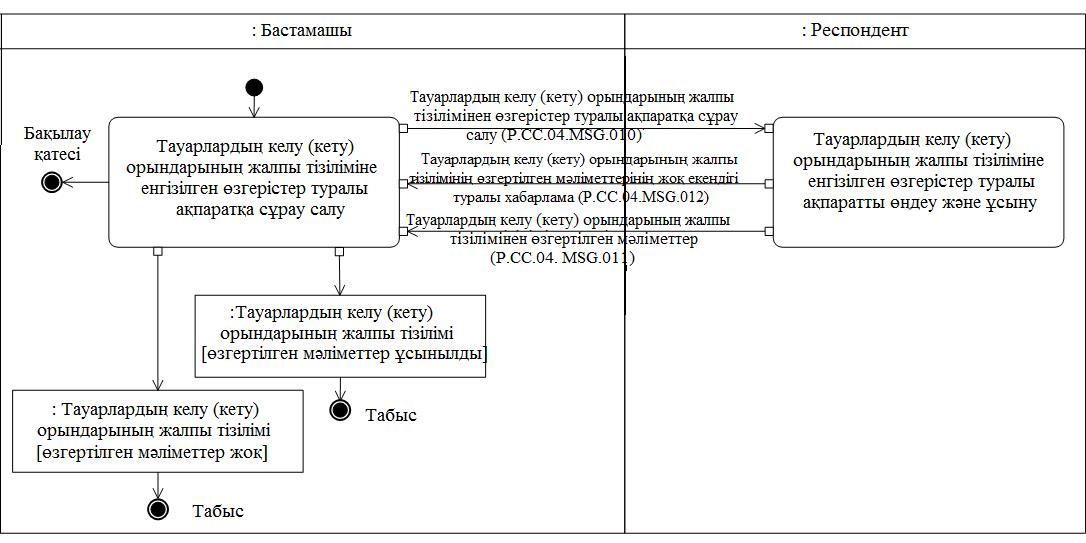 : Бастамашы
: Респондент
Тауарлардың келу (кету) орындарының жалпы
тізілімінен өзгерістер туралы ақпаратқа сұрау
салу (P.CC.04.MSG.010)
Бақылау
қатесі
Тауарлардың келу (кету)
орындарының жалпы тізіліміне
енгізілген өзгерістер туралы
ақпаратқа сұрау салу
Тауарлардың келу (кету) орындарының жалпы
тізілімінің өзгертілген мәліметтерінің жоқ екендігі
туралы хабарлама (P.CC.04.MSG.012)
Тауарлардың келу (кету)
орындарының жалпы тізіліміне
енгізілген өзгерістер туралы
ақпаратты өндеу және ұсыну
Тауарлардың келу (кету) орындарының жалпы
тізілімінен өзгертілген мәліметтер
(P.CC.04. MSG.011)
:Тауарлардың келу (кету)
орындарының жалпы тізілімі
[өзгертілген мәліметтер ұсынылды]
Табыс
: Тауарлардың келу (кету)
орындарының жалпы тізілімі
[өзгертілген мәліметтер жоқ]
Табыс